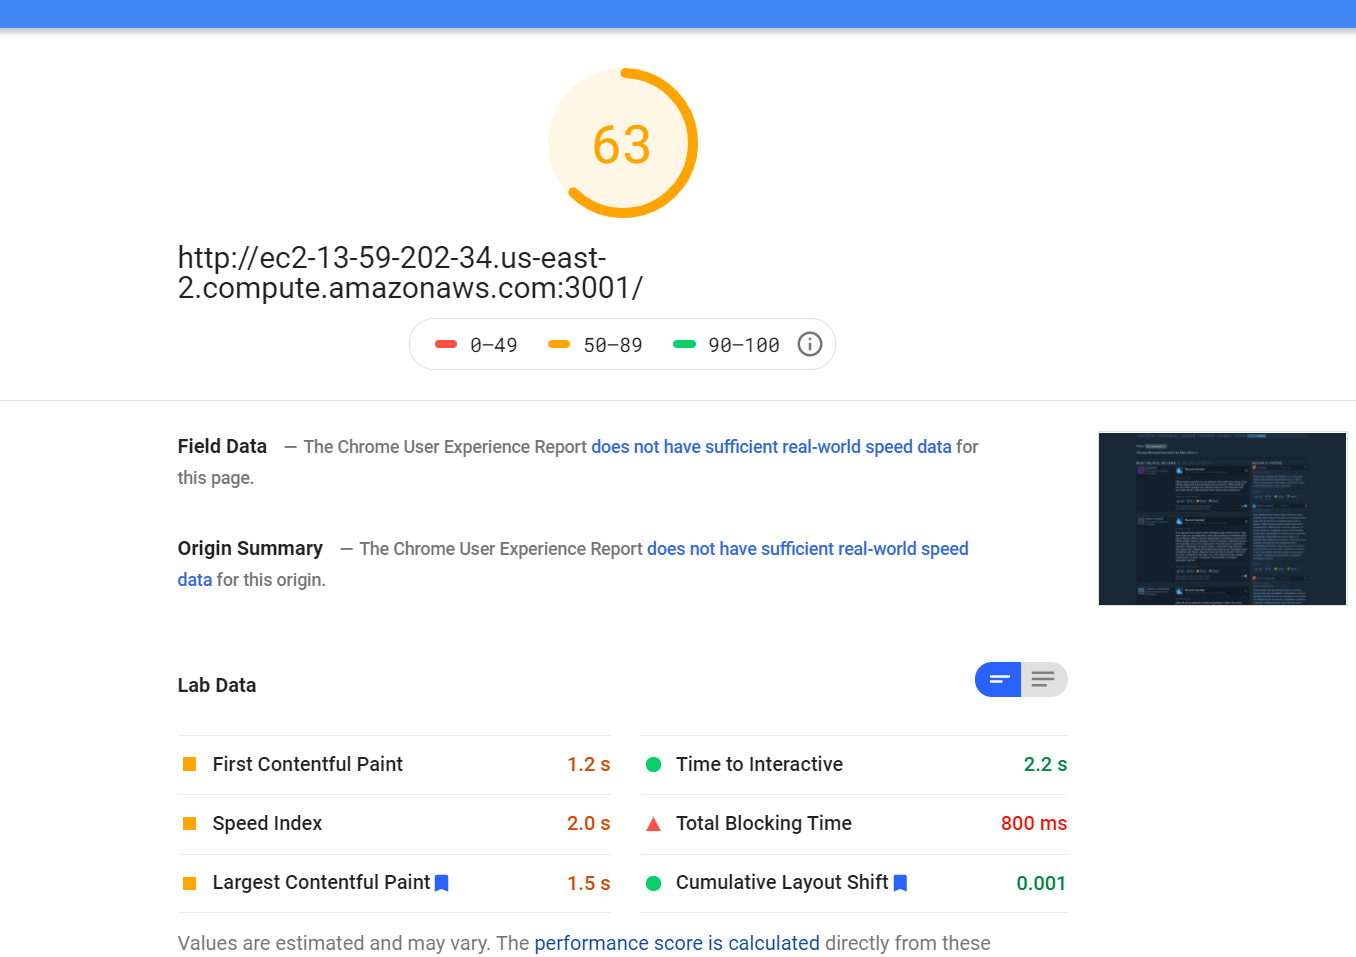 63
http://ec2-13-59-202-34.us-east-
2.compute.amazonaws.com:3001/
0–49 50–89 90–100
Field Data — The Chrome User Experience Report does not have sufficient real-world speed data for
this page.
Origin Summary — The Chrome User Experience Report does not have sufficient real-world speed
data for this origin.
Lab Data
First Contentful Paint 1.2 s
Time to Interactive 2.2 s
Speed Index 2.0 s
Total Blocking Time 800 ms
Largest Contentful Paint 1.5 s
Cumulative Layout Shift 0.001
Values are estimated and may vary. The performance score is calculated directly from these